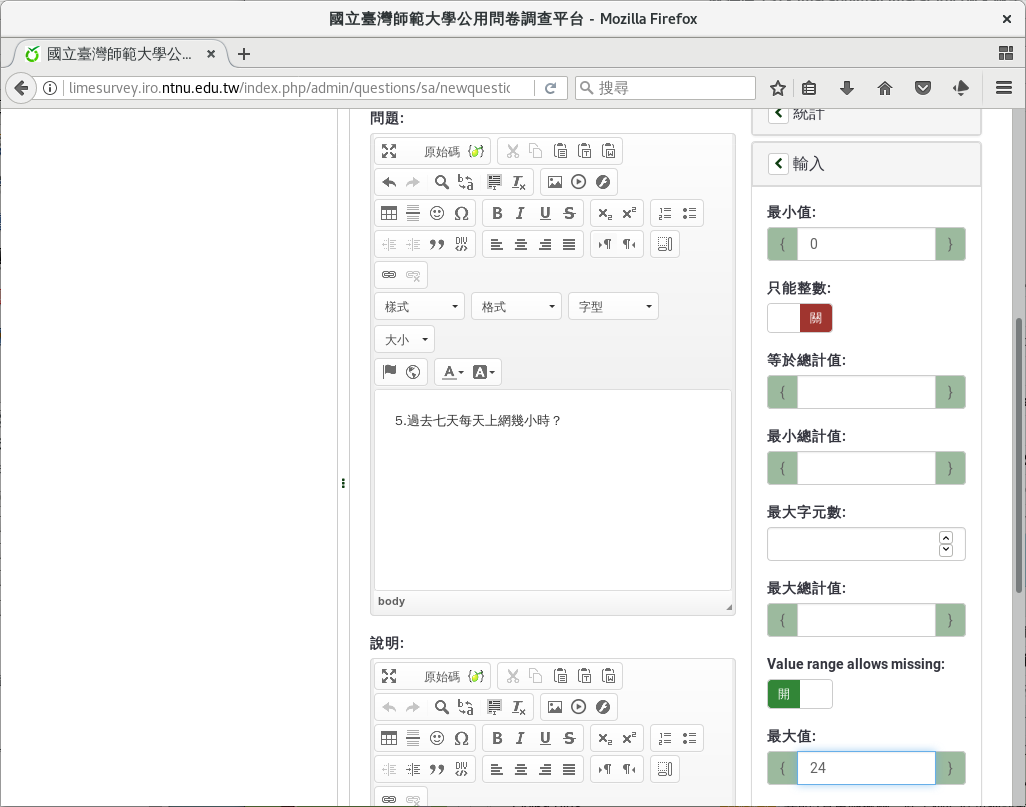 國立臺灣師範大學公用問卷調查平台 - Mozilla Firefox
國立臺灣師範大學公...
limesurvey.iro.ntnu.edu.tw/index.php/admin/questions/sa/newquestic
搜尋
問題:
原始碼
樣式
格式
字型
大小
5.過去七天每天上網幾小時？
body
說明:
原始碼
統計
輸入
最小值:
{ 0 }
只能整數:
關
等於總計值:
{ }
最小總計值:
{ }
最大字元數:
最大總計值:
{ }
Value range allows missing:
開
最大值:
{ 24 }